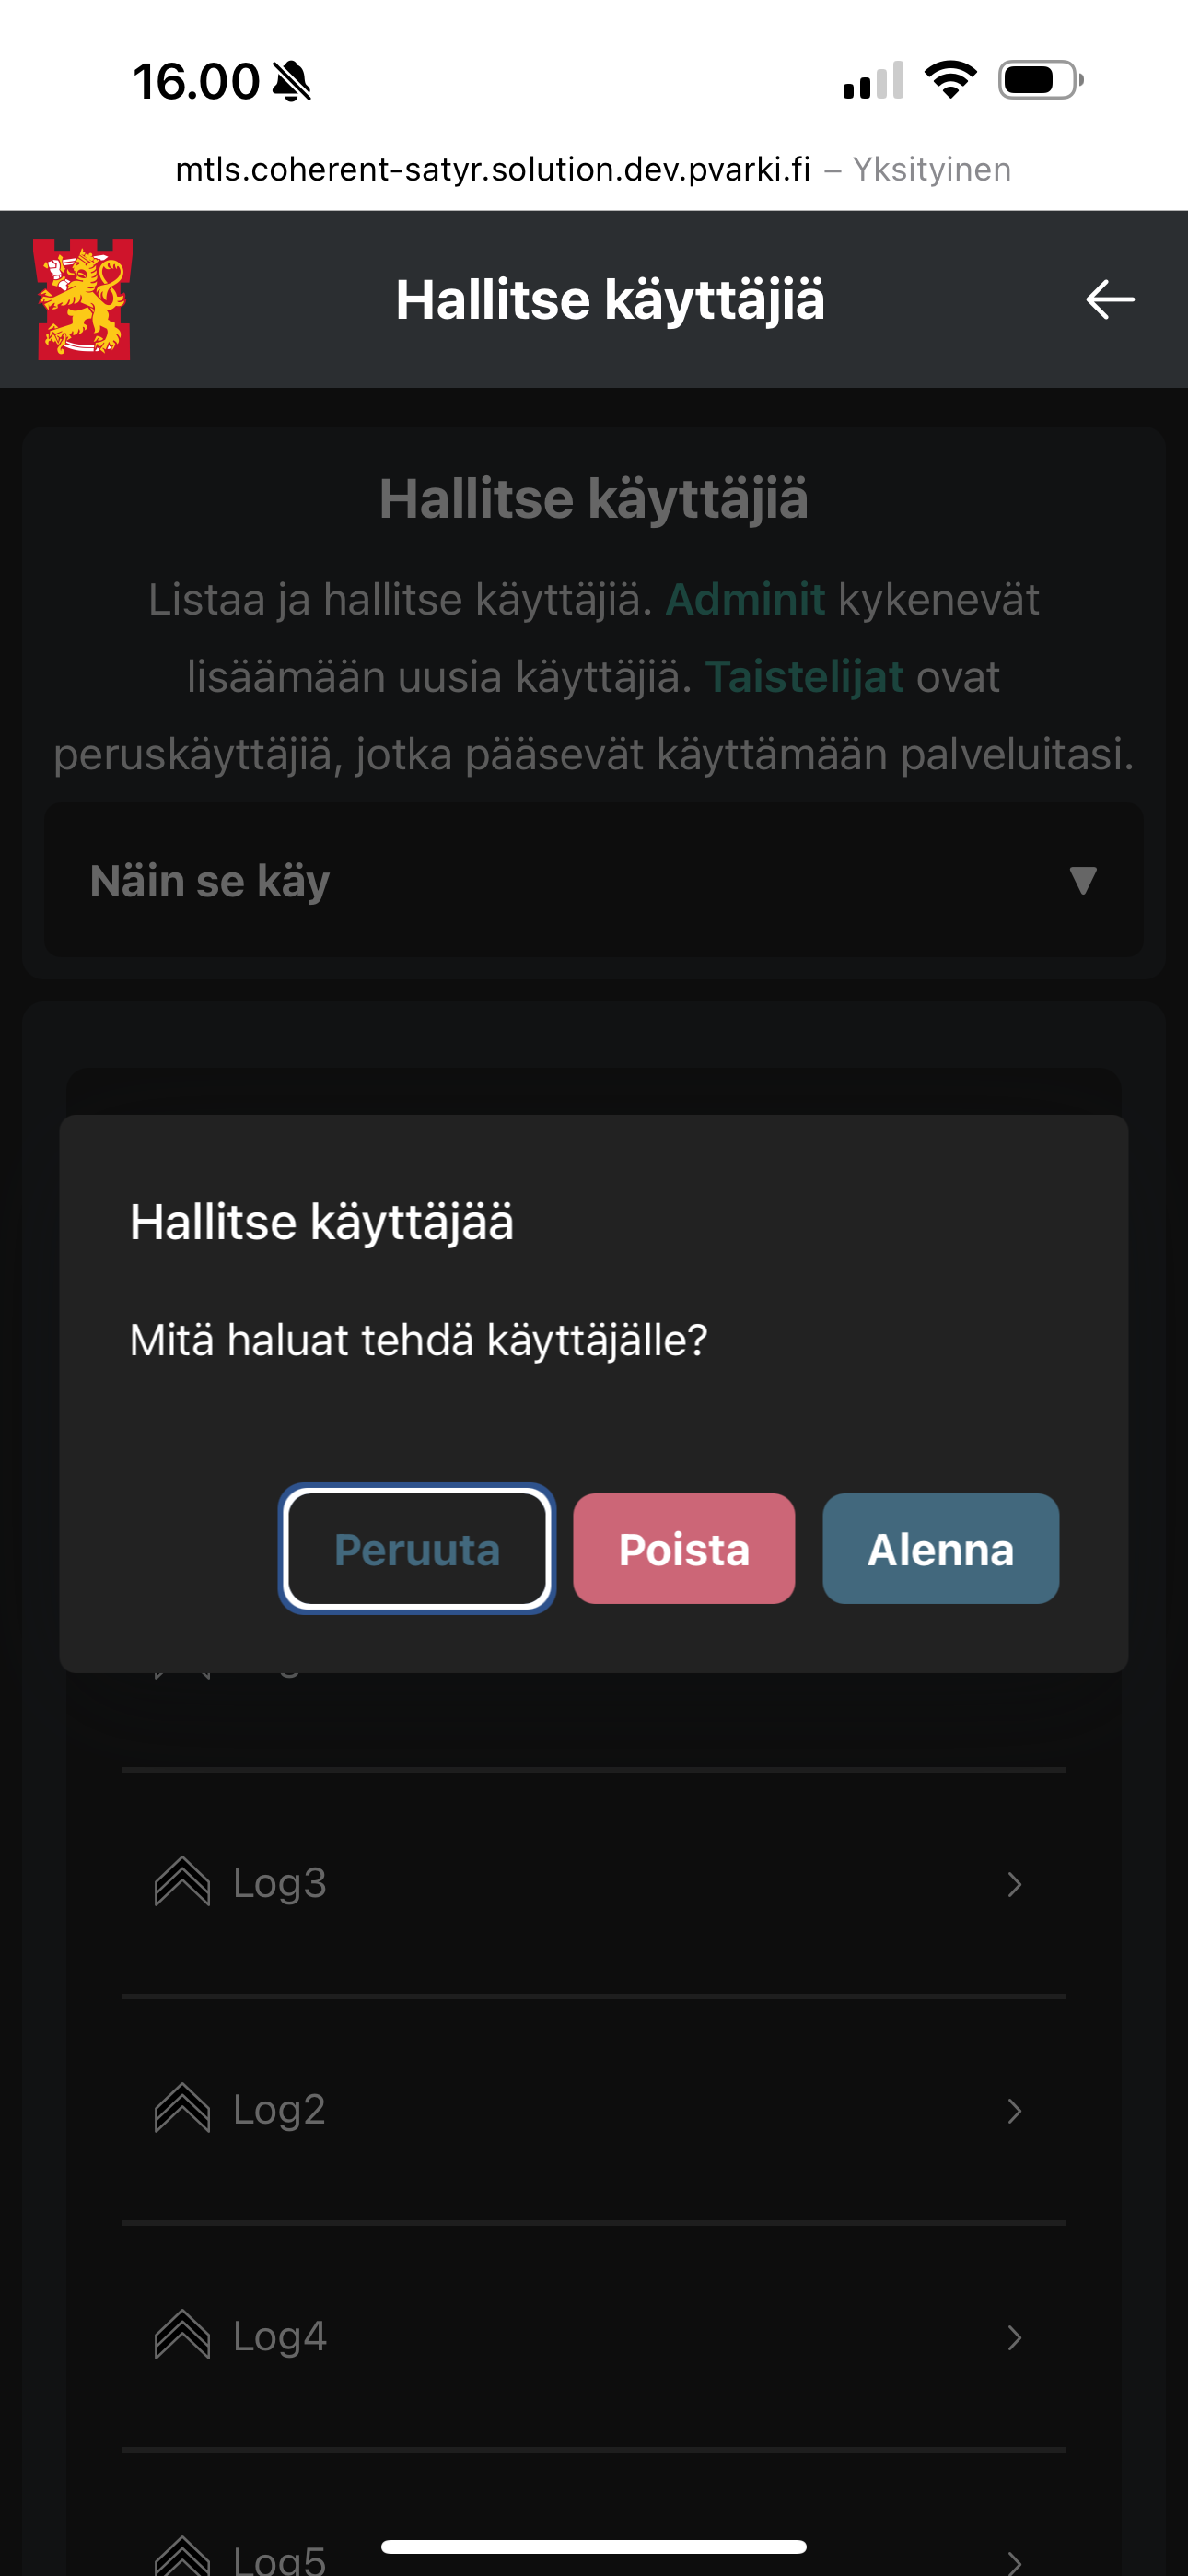 16.00
mtls.coherent-satyr.solution.dev.pvarki.fi – Yksityinen
Hallitse käyttäjiä
Hallitse käyttäjiä
Listaa ja hallitse käyttäjiä. Adminit kykenevät
lisäämään uusia käyttäjiä. Taistelijat ovat
peruskäyttäjiä, jotka pääsevät käyttämään palveluitasi.
Näin se käy
Hallitse käyttäjää
Mitä haluat tehdä käyttäjälle?
Peruuta Poista Alenna
Log3
Log2
Log4
Log5